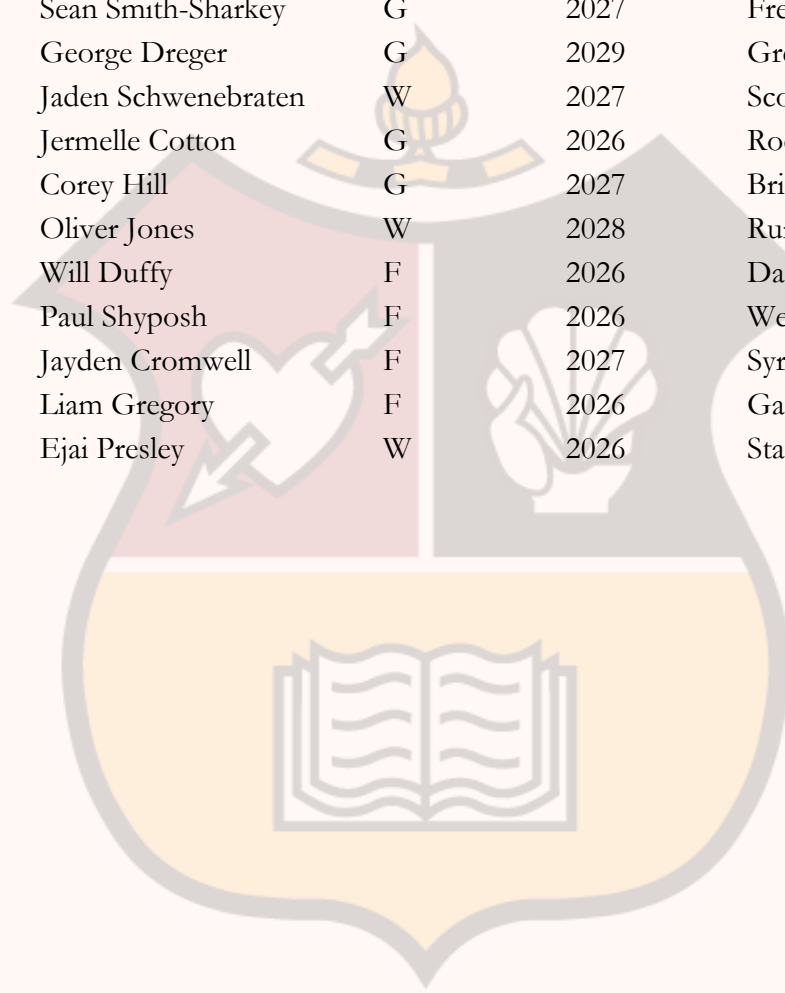 Sean Smith-Sharkey G 2027
George Dreger G 2029
Jaden Schwenebraten W 2027
Jermelle Cotton G 2026
Corey Hill G 2027
Oliver Jones W 2028
Will Duffy F 2026
Paul Shyposh F 2026
Jayden Cromwell F 2027
Liam Gregory F 2026
Ejai Presley W 2026